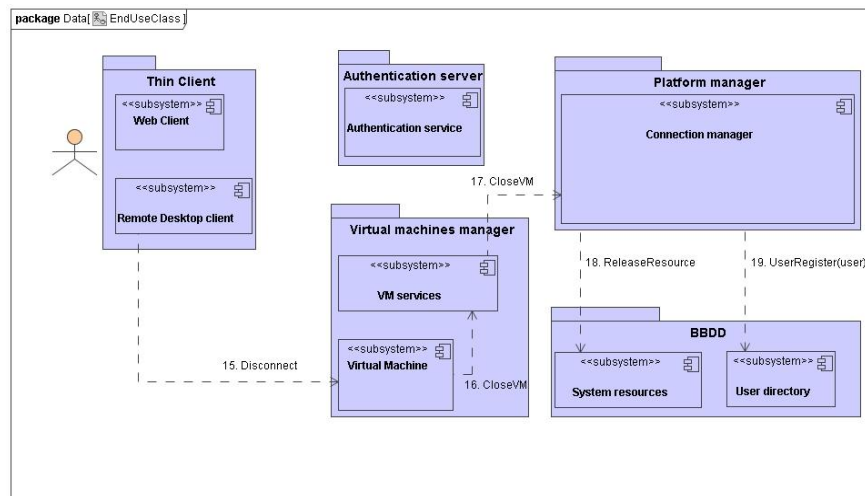 package Data[ EndUseClass ]
Thin Client
<<subsystem>>
Web Client
<<subsystem>>
Remote Desktop client
Authentication server
<<subsystem>>
Authentication service
Platform manager
<<subsystem>>
Connection manager
17. CloseVM
Virtual machines manager
<<subsystem>>
VM services
18. ReleaseResource
19. UserRegister(user)
<<subsystem>>
Virtual Machine
15. Disconnect
16. CloseVM
BBDD
<<subsystem>>
System resources
<<subsystem>>
User directory